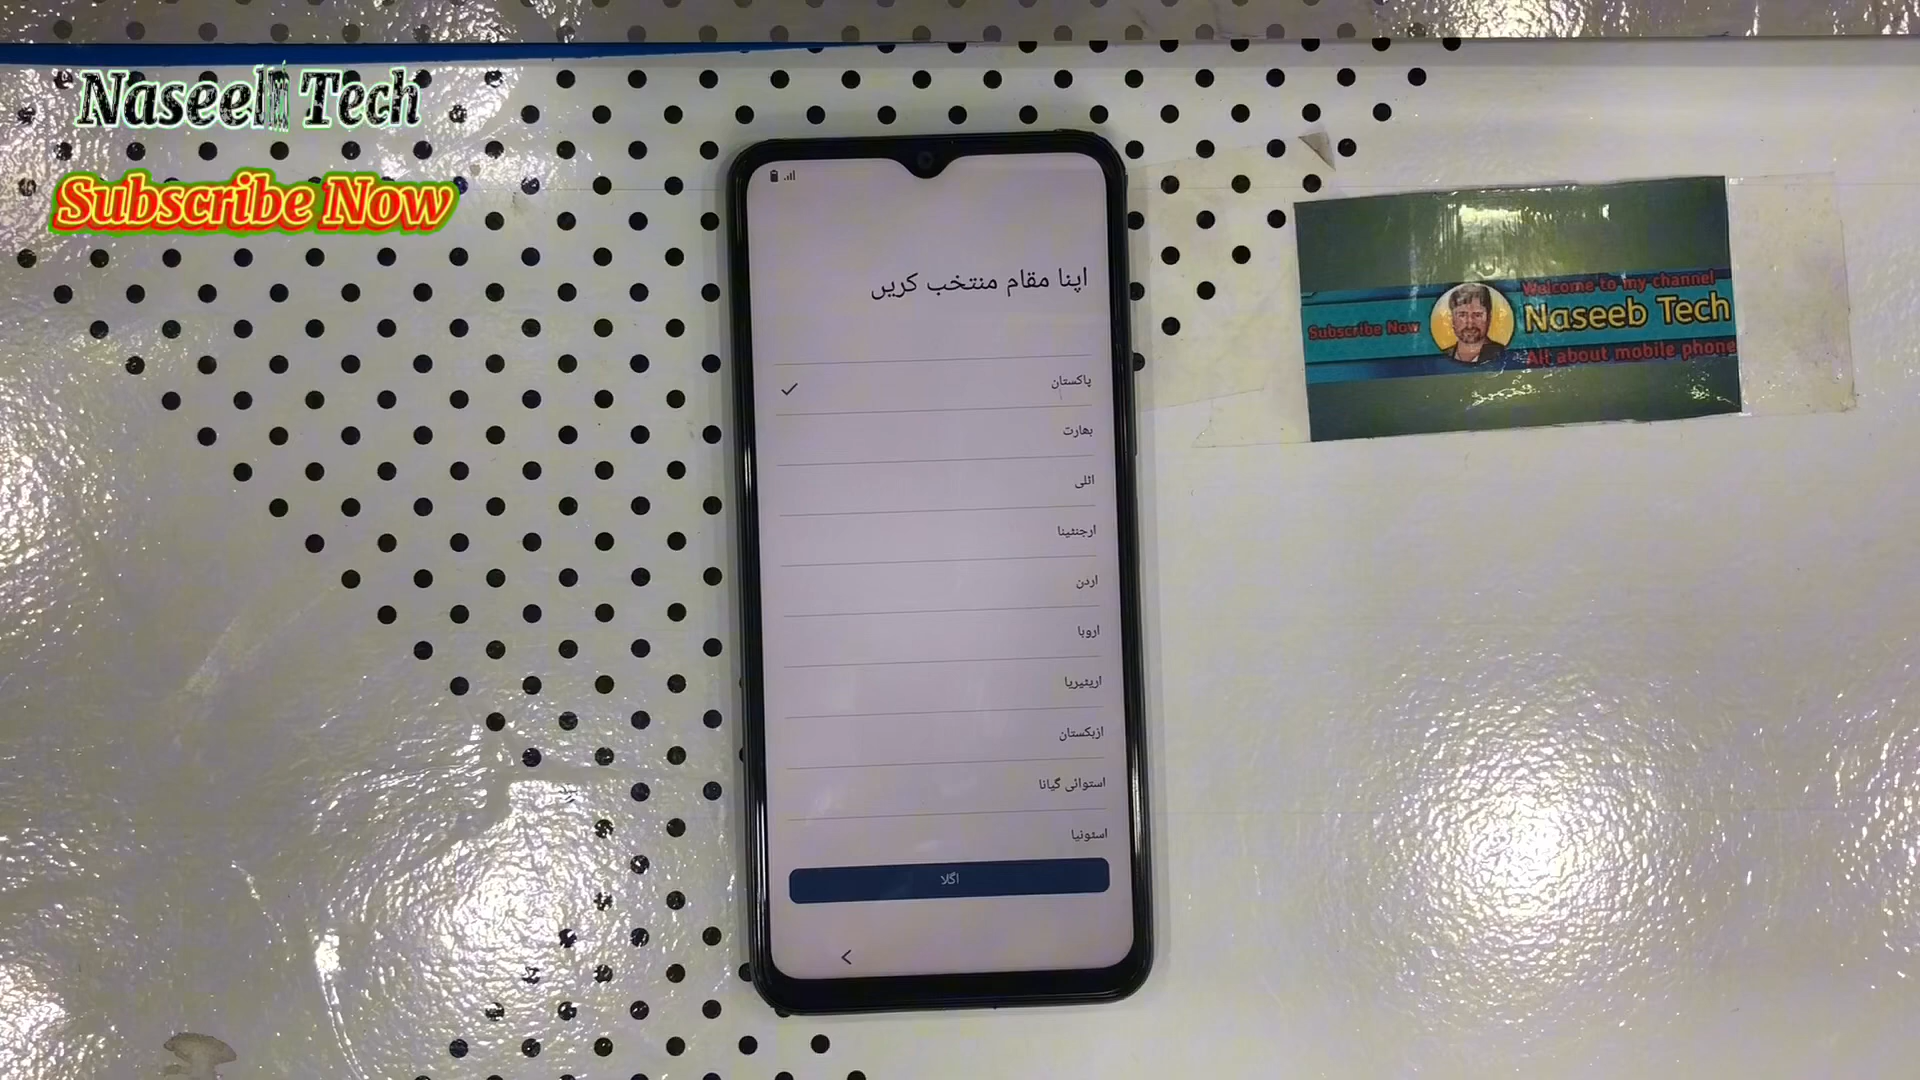 Naseeb Tech
Subscribe Now
اپنا مقام منتخب کریں
پاکستان
بھارت
اٹلی
ارجنٹینا
اردن
اروبا
اریٹیریا
ازبکستان
استوائی گیانا
اسٹونیا
اگلا
Welcome to my channel
Subscribe Now
Naseeb Tech
All about mobile phone